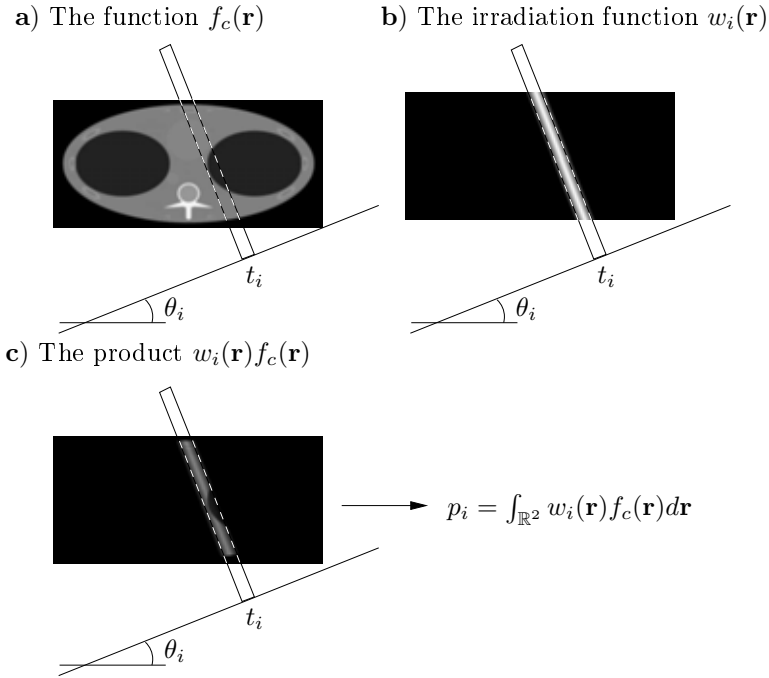 a) The function f_c(r)
b) The irradiation function w_i(r)
t_i
θ_i
t_i
θ_i
c) The product w_i(r)f_c(r)
p_i = ∫_{ℝ²} w_i(r)f_c(r)dr
t_i
θ_i